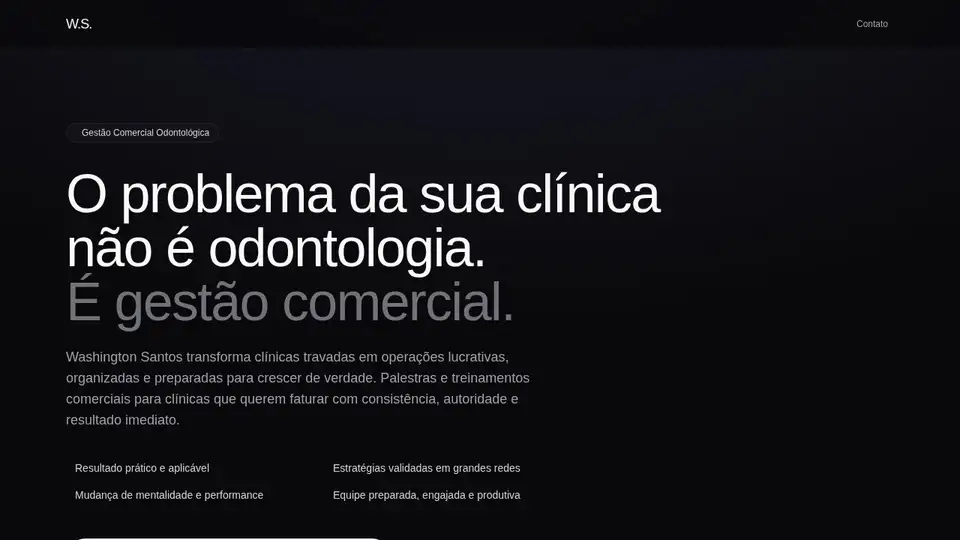 W.S.
Contato
Gestão Comercial Odontológica
O problema da sua clínica
não é odontologia.
É gestão comercial.
Washington Santos transforma clínicas travadas em operações lucrativas,
organizadas e preparadas para crescer de verdade. Palestras e treinamentos
comerciais para clínicas que querem faturar com consistência, autoridade e
resultado imediato.
Resultado prático e aplicável
Estratégias validadas em grandes redes
Mudança de mentalidade e performance
Equipe preparada, engajada e produtiva